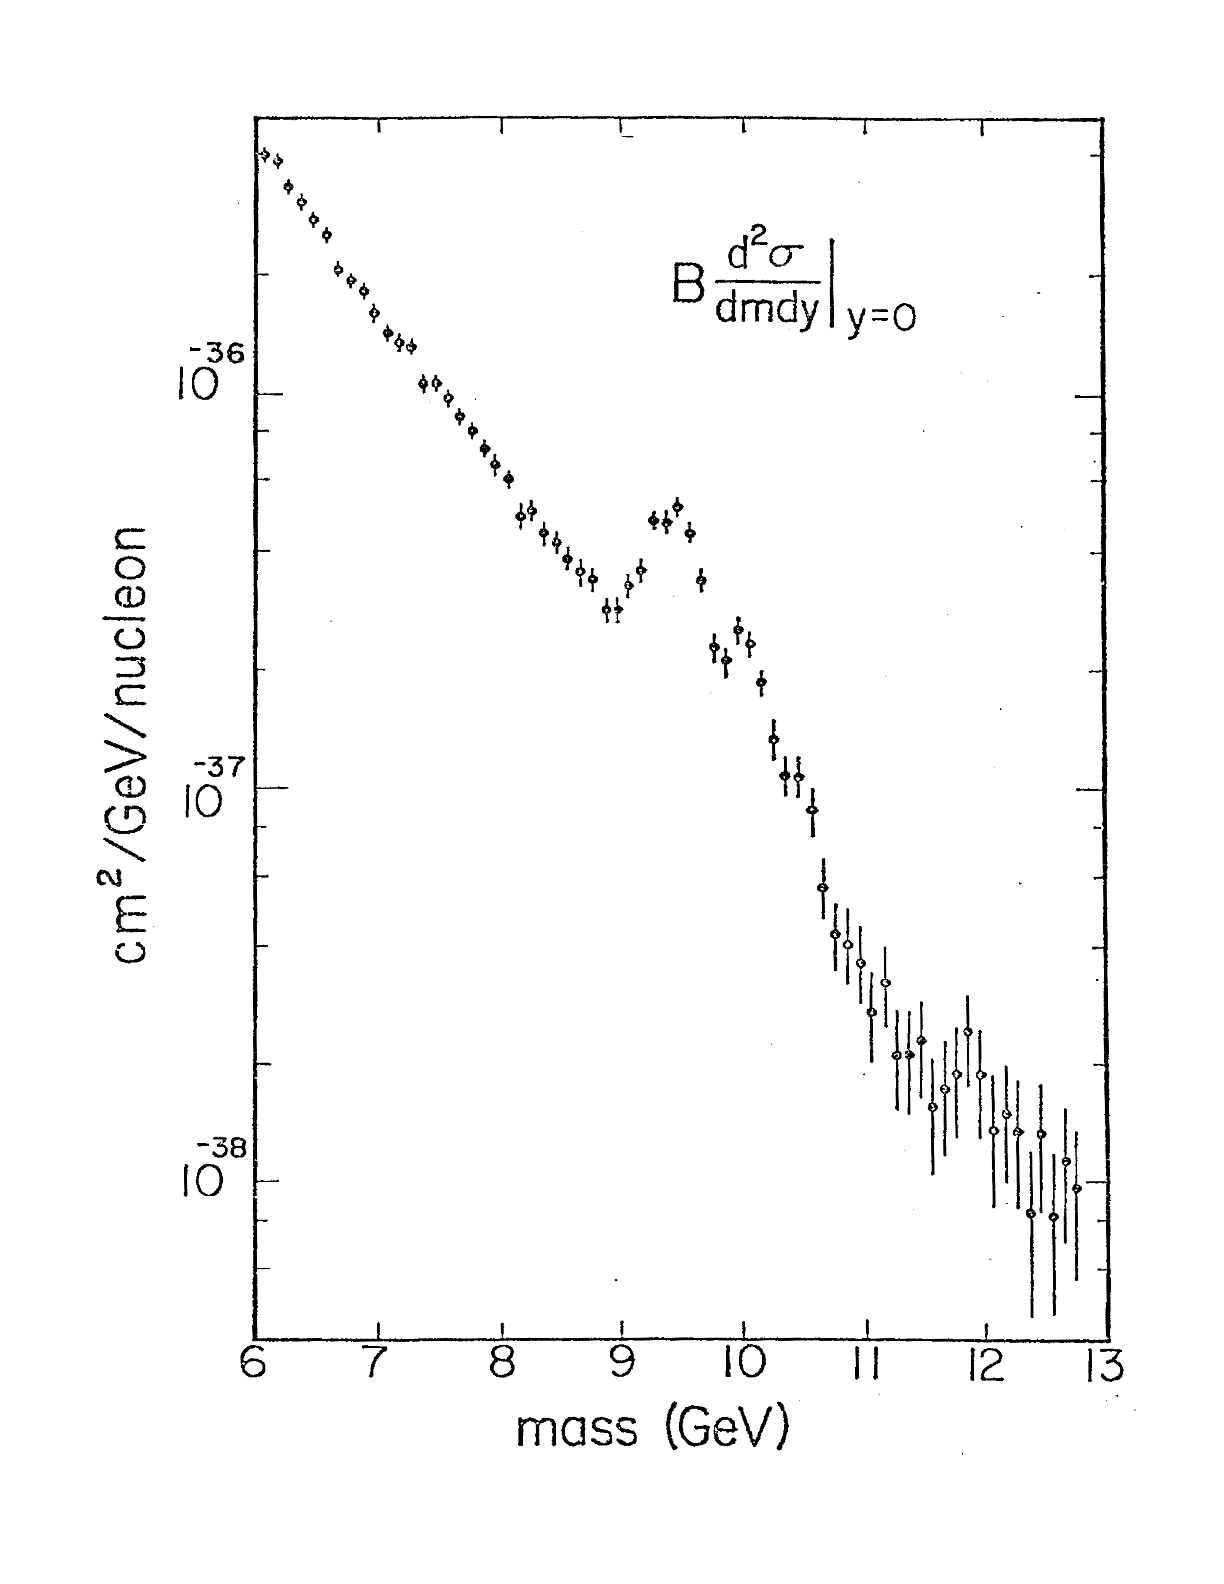 B d²σ/dmdy|y=0
10⁻³⁶
10⁻³⁷
10⁻³⁸
cm²/GeV/nucleon
6 7 8 9 10 11 12 13
mass (GeV)